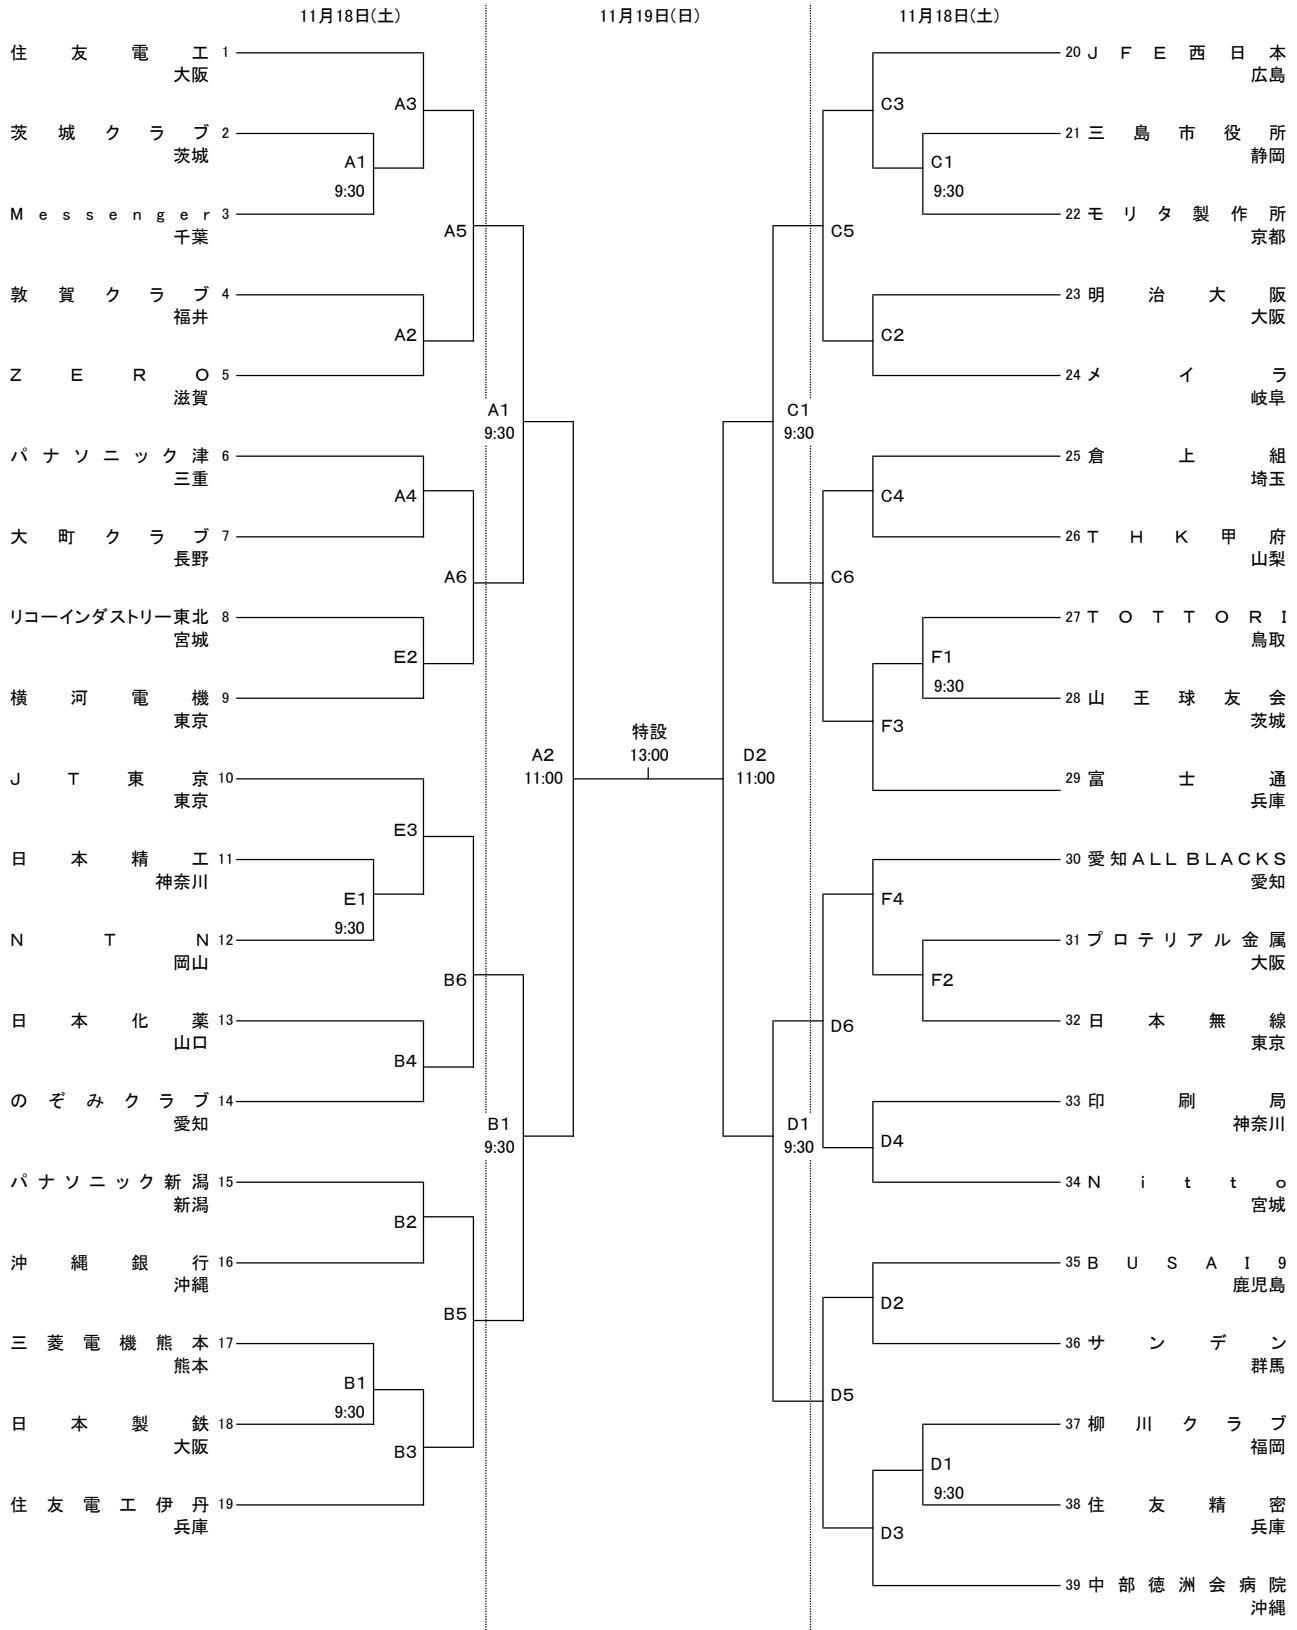 11月18日(土)
11月19日(日)
11月18日(土)
住友電工 1
大阪
茨城クラブ 2
茨城
Messenger 3
千葉
敦賀クラブ 4
福井
ZERO 5
滋賀
パナソニック津 6
三重
大町クラブ 7
長野
リコーインダストリー東北 8
宮城
横河電機 9
東京
JT東京 10
東京
日本精工 11
神奈川
NTN 12
岡山
日本化薬 13
山口
のぞみクラブ 14
愛知
パナソニック新潟 15
新潟
沖縄銀行 16
沖縄
三菱電機熊本 17
熊本
日本製鉄 18
大阪
住友電工伊丹 19
兵庫
A3
A1
9:30
A5
A2
A4
A6
E2
E3
E1
9:30
B6
B4
B2
B5
B1
9:30
B3
A1
9:30
B1
9:30
A2
11:00
特設
13:00
D2
11:00
C1
9:30
D1
9:30
C3
C1
9:30
C5
C2
C4
C6
F1
9:30
F3
F4
F2
D6
D4
D2
D5
D1
9:30
D3
20 JFE西日本
広島
21 三島市役所
静岡
22 モリタ製作所
京都
23 明治大阪
大阪
24 メイラ
岐阜
25 倉上組
埼玉
26 THK甲府
山梨
27 TOTTORI
鳥取
28 山王球友会
茨城
29 富士通
兵庫
30 愛知ALL BLACKS
愛知
31 プロテリアル金属
大阪
32 日本無線
東京
33 印刷局
神奈川
34 Nitto
宮城
35 BUSAI9
鹿児島
36 サンデン
群馬
37 柳川クラブ
福岡
38 住友精密
兵庫
39 中部徳洲会病院
沖縄